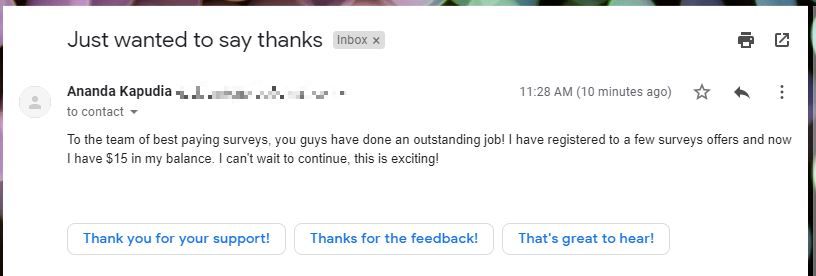 Just wanted to say thanks Inbox ×
Ananda Kapudia 11:28 AM (10 minutes ago)
to contact
To the team of best paying surveys, you guys have done an outstanding job! I have registered to a few surveys offers and now
I have $15 in my balance. I can't wait to continue, this is exciting!
Thank you for your support! Thanks for the feedback! That's great to hear!